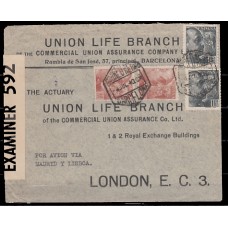 UNION LIFE BRANCH
OF THE COMMERCIAL UNION ASSURANCE COMPANY
Rambla de San José, 37, principal, BARCELONA
EXAMINER 592
THE ACTUARY
UNION LIFE BRANCH
of the COMMERCIAL UNION ASSURANCE Co. Ltd.
1 & 2 Royal Exchange Buildings
POR AVION VIA
MADRID Y LISBOA.
LONDON, E. C. 3.